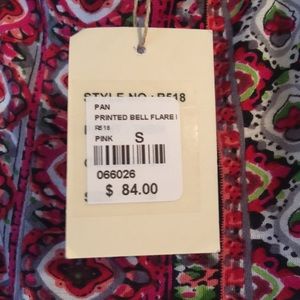 STYLE NO.: R518
PAN
PRINTED BELL FLARE
R518
PINK S
066026
$ 84.00